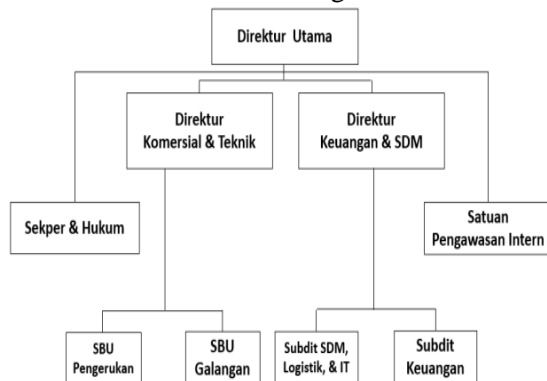 Direktur Utama
Direktur
Komersial & Teknik
Direktur
Keuangan & SDM
Sekper & Hukum
Satuan
Pengawasan Intern
SBU
Pengerukan
SBU
Galangan
Subdit SDM,
Logistik, & IT
Subdit
Keuangan